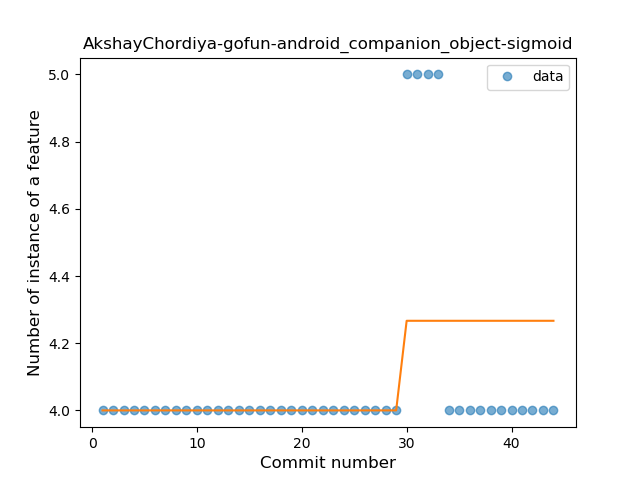 AkshayChordiya-gofun-android_companion_object-sigmoid
data
Number of instance of a feature
5.0
4.8
4.6
4.4
4.2
4.0
0
10
20
30
40
Commit number